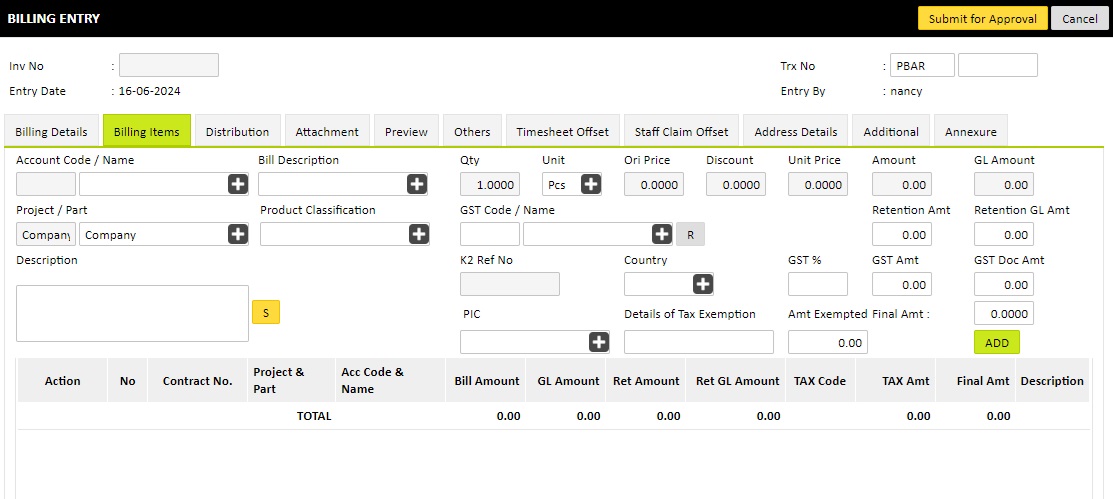 BILLING ENTRY
Submit for Approval
Cancel
Inv No :
Trx No : PBAR
Entry Date : 16-06-2024
Entry By : nancy
Billing Details
Billing Items
Distribution
Attachment
Preview
Others
Timesheet Offset
Staff Claim Offset
Address Details
Additional
Annexure
Account Code / Name
Bill Description
Qty
Unit
Ori Price
Discount
Unit Price
Amount
GL Amount
1.0000
Pcs
0.0000
0.0000
0.0000
0.00
0.00
Project / Part
Product Classification
GST Code / Name
Retention Amt
Retention GL Amt
Company
Company
R
0.00
0.00
Description
K2 Ref No
Country
GST %
GST Amt
GST Doc Amt
0.00
0.00
S
PIC
Details of Tax Exemption
Amt Exempted
Final Amt :
0.0000
0.00
ADD
Action
No
Contract No.
Project & Part
Acc Code & Name
Bill Amount
GL Amount
Ret Amount
Ret GL Amount
TAX Code
TAX Amt
Final Amt
Description
TOTAL
0.00
0.00
0.00
0.00
0.00
0.00